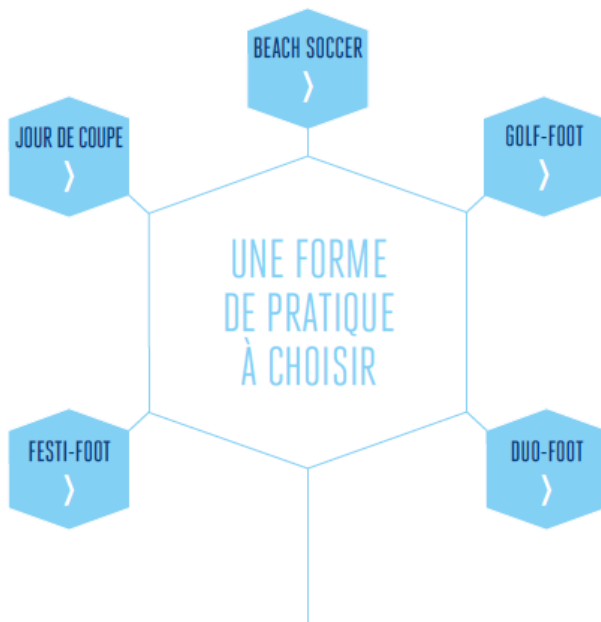 BEACH SOCCER
JOUR DE COUPE
GOLF-FOOT
UNE FORME
DE PRATIQUE
À CHOISIR
FESTI-FOOT
DUO-FOOT